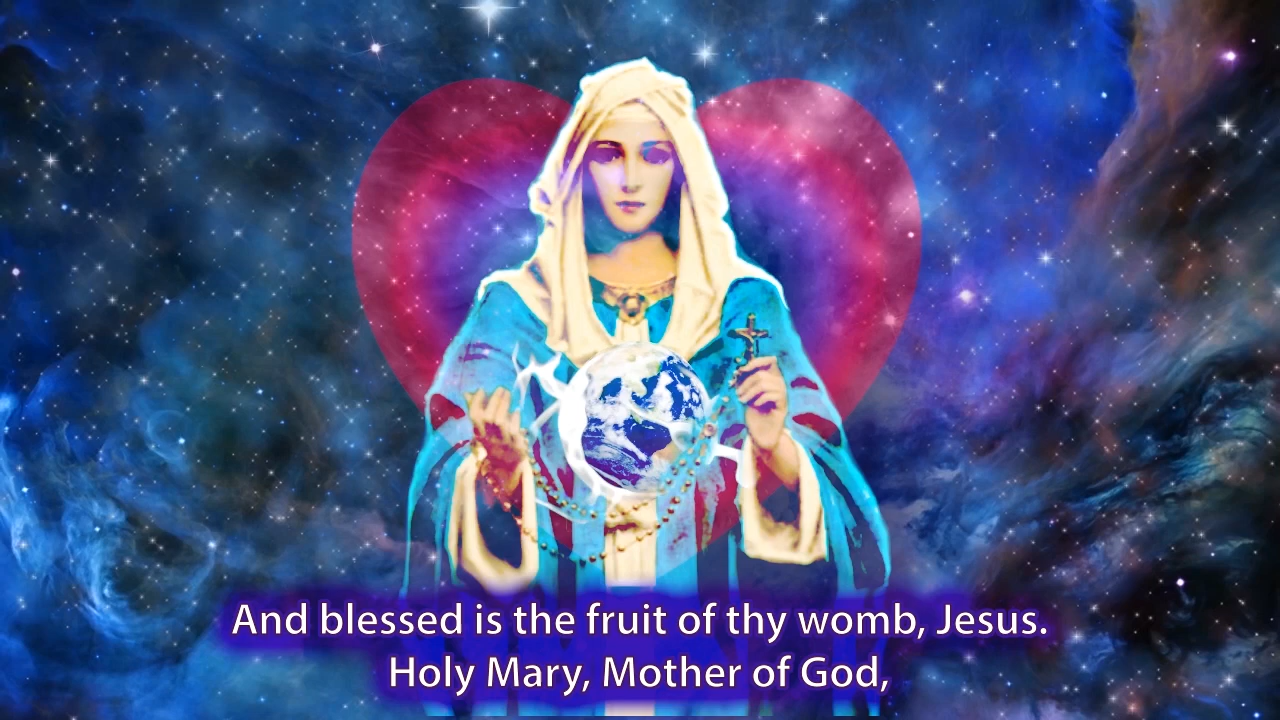 And blessed is the fruit of thy womb, Jesus.
Holy Mary, Mother of God,